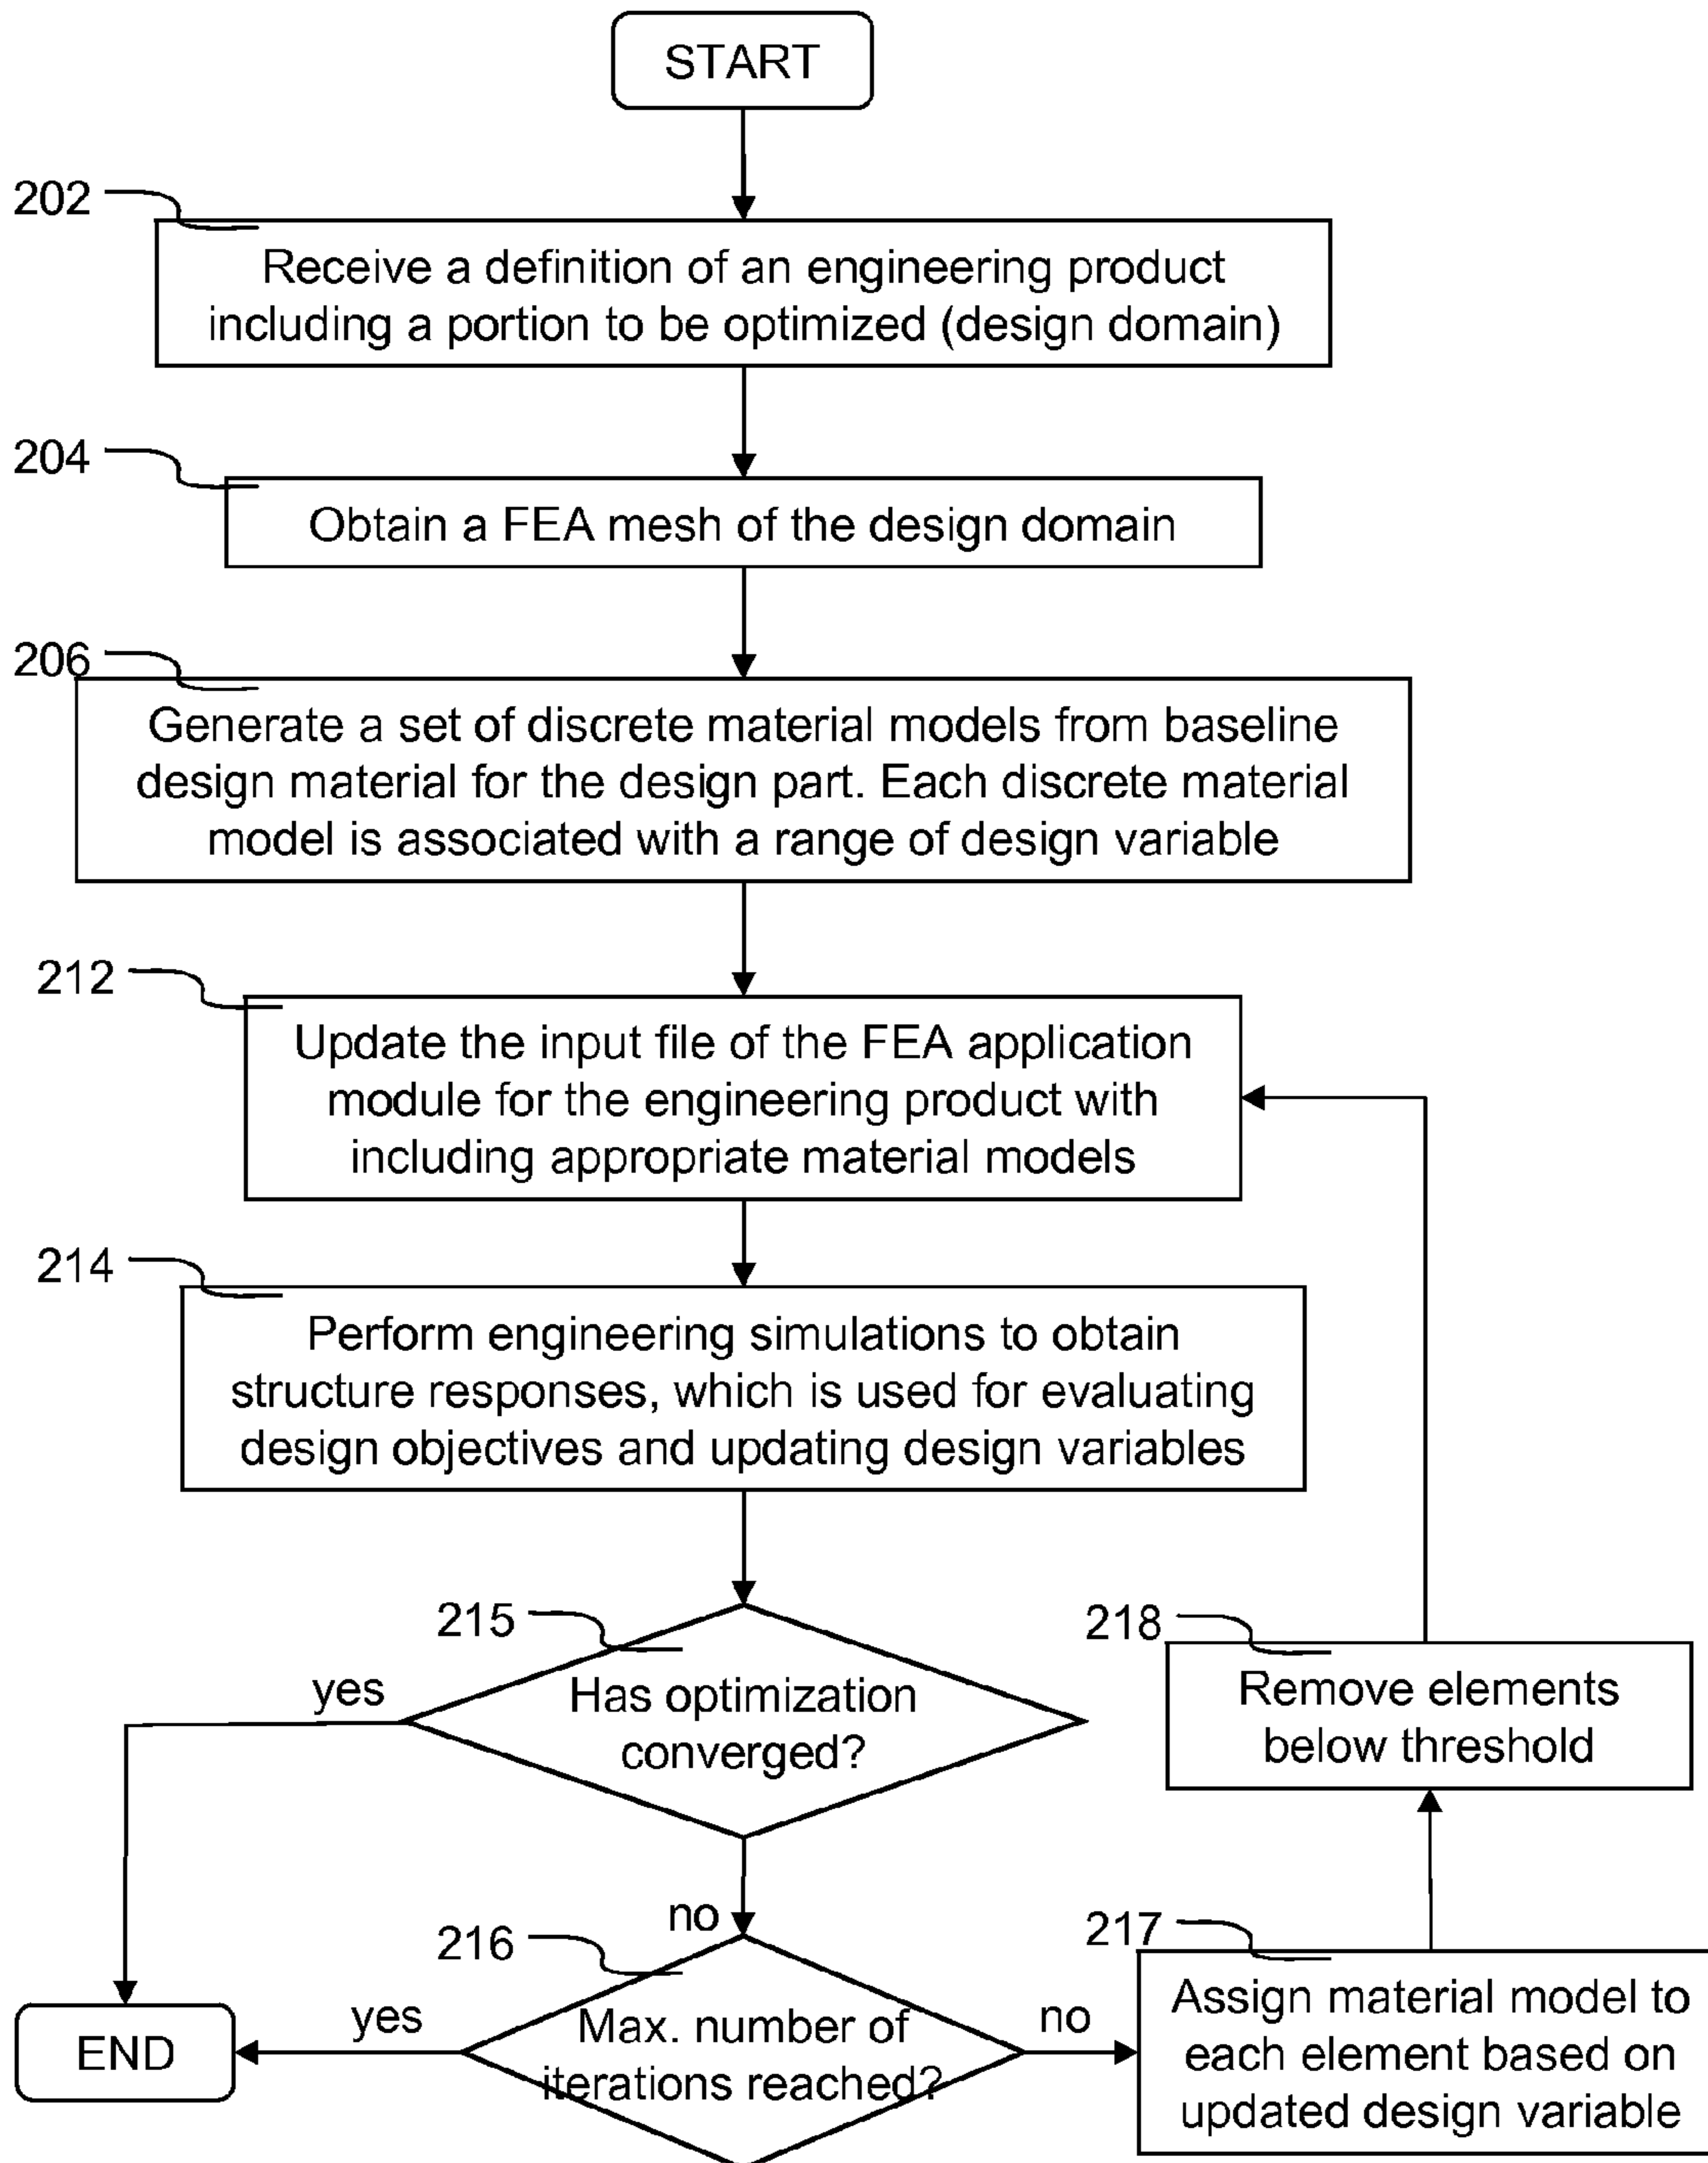 START
202
Receive a definition of an engineering product
including a portion to be optimized (design domain)
204
Obtain a FEA mesh of the design domain
206
Generate a set of discrete material models from baseline
design material for the design part. Each discrete material
model is associated with a range of design variable
212
Update the input file of the FEA application
module for the engineering product with
including appropriate material models
214
Perform engineering simulations to obtain
structure responses, which is used for evaluating
design objectives and updating design variables
215
yes
Has optimization
converged?
no
218
Remove elements
below threshold
216
yes
Max. number of
iterations reached?
no
217
Assign material model to
each element based on
updated design variable
END